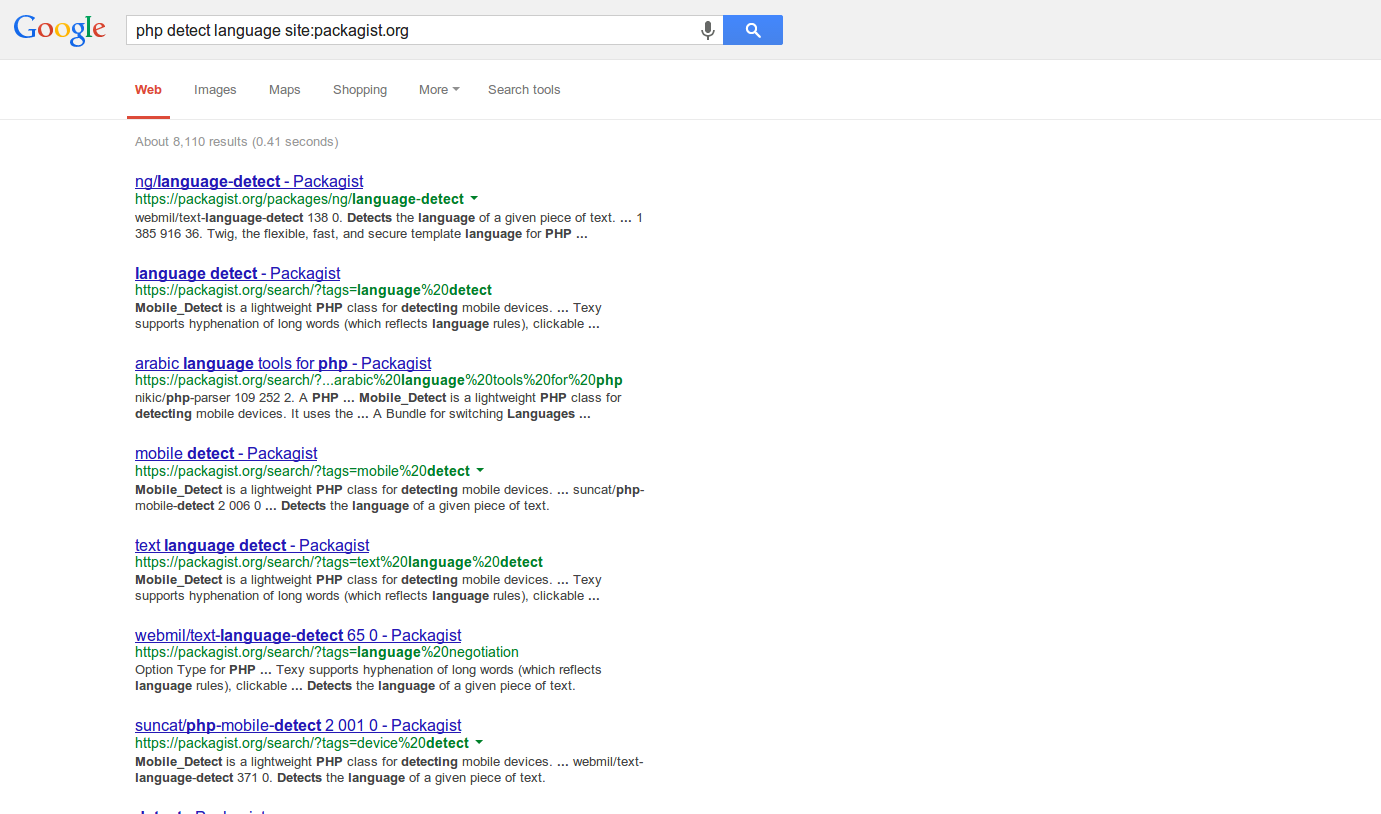 Google
php detect language site:packagist.org
Web Images Maps Shopping More Search tools
About 8,110 results (0.41 seconds)
ng/language-detect - Packagist
https://packagist.org/packages/ng/language-detect
webmil/text-language-detect 138 0. Detects the language of a given piece of text. ... 1
385 916 36. Twig, the flexible, fast, and secure template language for PHP ...
language detect - Packagist
https://packagist.org/search/?tags=language%20detect
Mobile_Detect is a lightweight PHP class for detecting mobile devices. ... Texy
supports hyphenation of long words (which reflects language rules), clickable ...
arabic language tools for php - Packagist
https://packagist.org/search/?...arabic%20language%20tools%20for%20php
nikic/php-parser 109 252 2. A PHP ... Mobile_Detect is a lightweight PHP class for
detecting mobile devices. It uses the ... A Bundle for switching Languages ...
mobile detect - Packagist
https://packagist.org/search/?tags=mobile%20detect
Mobile_Detect is a lightweight PHP class for detecting mobile devices. ... suncat/php-
mobile-detect 2 006 0 ... Detects the language of a given piece of text.
text language detect - Packagist
https://packagist.org/search/?tags=text%20language%20detect
Mobile_Detect is a lightweight PHP class for detecting mobile devices. ... Texy
supports hyphenation of long words (which reflects language rules), clickable ...
webmil/text-language-detect 65 0 - Packagist
https://packagist.org/search/?tags=language%20negotiation
Option Type for PHP ... Texy supports hyphenation of long words (which reflects
language rules), clickable ... Detects the language of a given piece of text.
suncat/php-mobile-detect 2 001 0 - Packagist
https://packagist.org/search/?tags=device%20detect
Mobile_Detect is a lightweight PHP class for detecting mobile devices. ... webmil/text-
language-detect 371 0. Detects the language of a given piece of text.